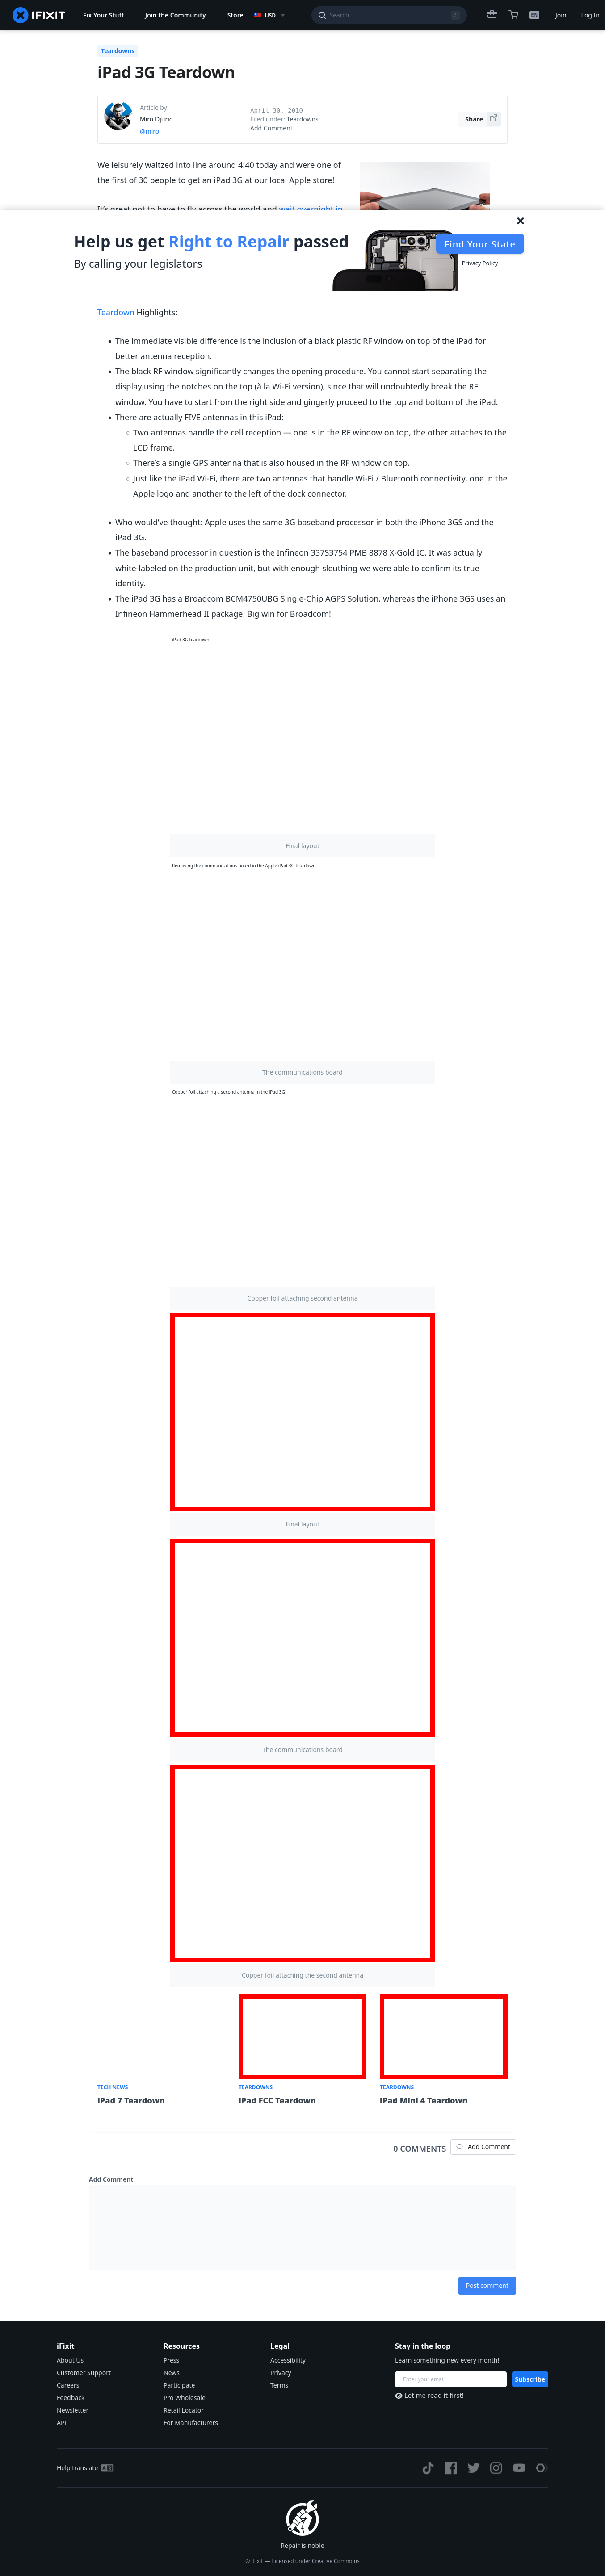 IFIXIT
Fix Your Stuff
Join the Community
Store
USD
Search
/
EN
Join
Log In
Teardowns
iPad 3G Teardown
Article by:
Miro Djuric
@miro
April 30, 2010
Filed under: Teardowns
Add Comment
Share
We leisurely waltzed into line around 4:40 today and were one of
the first of 30 people to get an iPad 3G at our local Apple store!
It's great not to have to fly across the world and wait overnight in
Help us get Right to Repair passed
By calling your legislators
Find Your State
Privacy Policy
Teardown Highlights:
The immediate visible difference is the inclusion of a black plastic RF window on top of the iPad for
better antenna reception.
The black RF window significantly changes the opening procedure. You cannot start separating the
display using the notches on the top (à la Wi-Fi version), since that will undoubtedly break the RF
window. You have to start from the right side and gingerly proceed to the top and bottom of the iPad.
There are actually FIVE antennas in this iPad:
Two antennas handle the cell reception — one is in the RF window on top, the other attaches to the
LCD frame.
There's a single GPS antenna that is also housed in the RF window on top.
Just like the iPad Wi-Fi, there are two antennas that handle Wi-Fi / Bluetooth connectivity, one in the
Apple logo and another to the left of the dock connector.
Who would've thought: Apple uses the same 3G baseband processor in both the iPhone 3GS and the
iPad 3G.
The baseband processor in question is the Infineon 337S3754 PMB 8878 X-Gold IC. It was actually
white-labeled on the production unit, but with enough sleuthing we were able to confirm its true
identity.
The iPad 3G has a Broadcom BCM4750UBG Single-Chip AGPS Solution, whereas the iPhone 3GS uses an
Infineon Hammerhead II package. Big win for Broadcom!
iPad 3G teardown
Final layout
Removing the communications board in the Apple iPad 3G teardown
The communications board
Copper foil attaching a second antenna in the iPad 3G
Copper foil attaching second antenna
Final layout
The communications board
Copper foil attaching the second antenna
TECH NEWS
iPad 7 Teardown
TEARDOWNS
iPad FCC Teardown
TEARDOWNS
iPad Mini 4 Teardown
0 COMMENTS
Add Comment
Add Comment
Post comment
iFixit
About Us
Customer Support
Careers
Feedback
Newsletter
API
Resources
Press
News
Participate
Pro Wholesale
Retail Locator
For Manufacturers
Legal
Accessibility
Privacy
Terms
Stay in the loop
Learn something new every month!
Enter your email
Subscribe
Let me read it first!
Help translate
Repair is noble
© iFixit — Licensed under Creative Commons